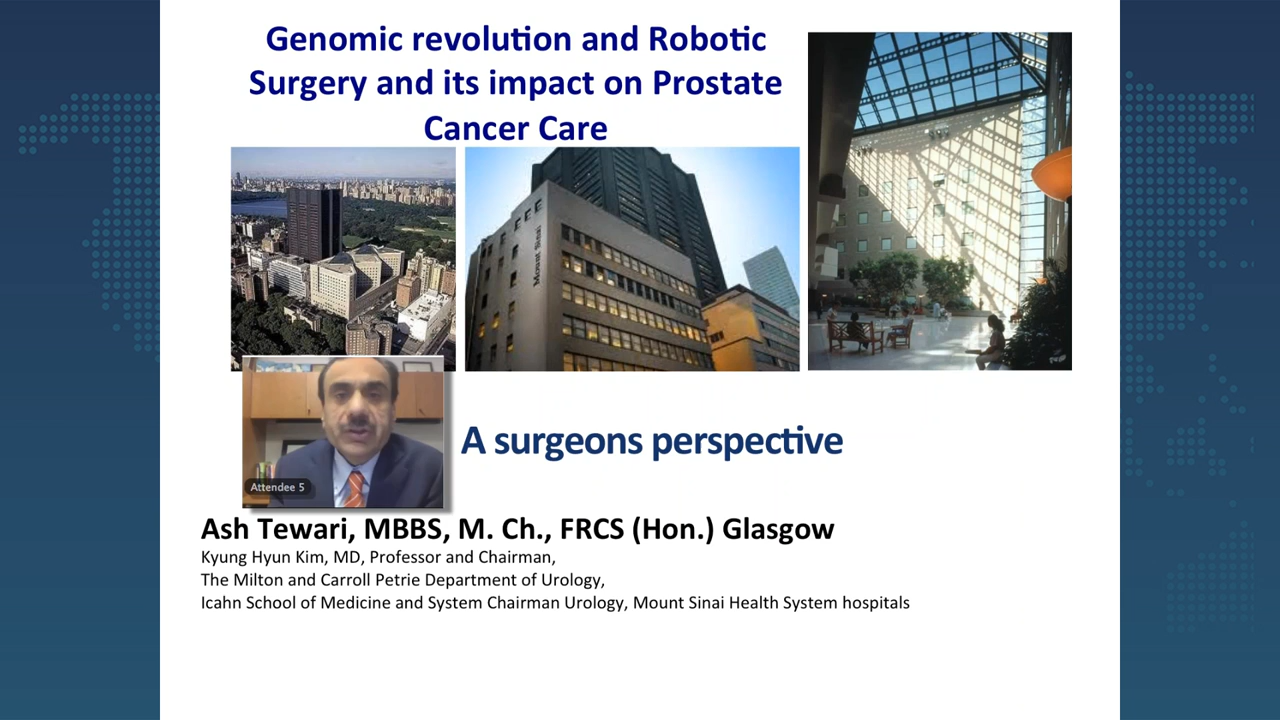 Genomic revolution and Robotic
Surgery and its impact on Prostate
Cancer Care
Mount Sinai
Attendee 5
A surgeons perspective
Ash Tewari, MBBS, M. Ch., FRCS (Hon.) Glasgow
Kyung Hyun Kim, MD, Professor and Chairman,
The Milton and Carroll Petrie Department of Urology,
Icahn School of Medicine and System Chairman Urology, Mount Sinai Health System hospitals